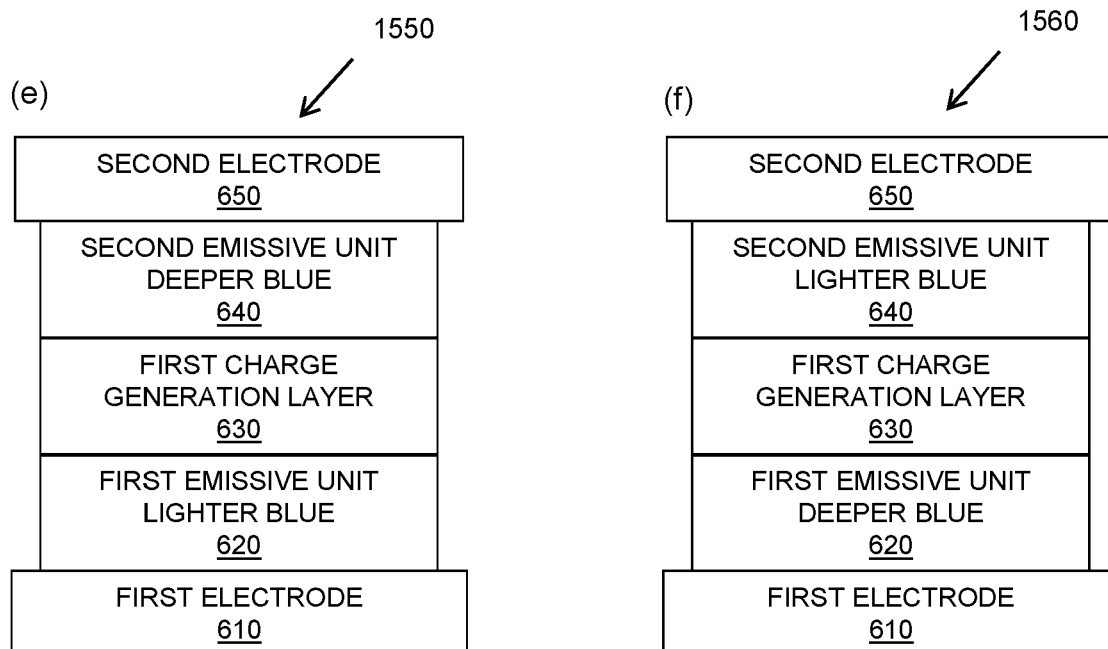 (e)
1550
SECOND ELECTRODE
650
SECOND EMISSIVE UNIT
DEEPER BLUE
640
FIRST CHARGE
GENERATION LAYER
630
FIRST EMISSIVE UNIT
LIGHTER BLUE
620
FIRST ELECTRODE
610
(f)
1560
SECOND ELECTRODE
650
SECOND EMISSIVE UNIT
LIGHTER BLUE
640
FIRST CHARGE
GENERATION LAYER
630
FIRST EMISSIVE UNIT
DEEPER BLUE
620
FIRST ELECTRODE
610